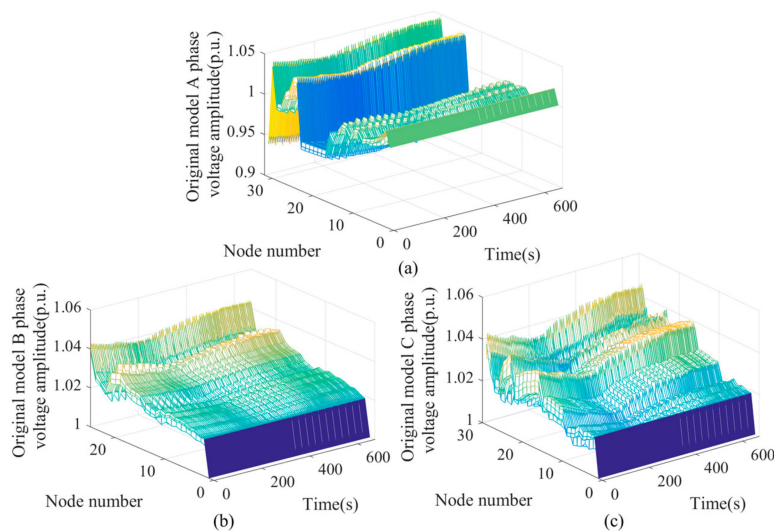 Original model A phase
voltage amplitude(p.u.)
1.05
1
0.95
0.9
30
20
10
0
Node number
0
200
400
600
Time(s)
(a)
Original model B phase
voltage amplitude(p.u.)
1.06
1.04
1.02
1
20
10
0
Node number
0
200
400
600
Time(s)
(b)
Original model C phase
voltage amplitude(p.u.)
1.06
1.04
1.02
1
30
20
10
0
Node number
0
200
400
600
Time(s)
(c)